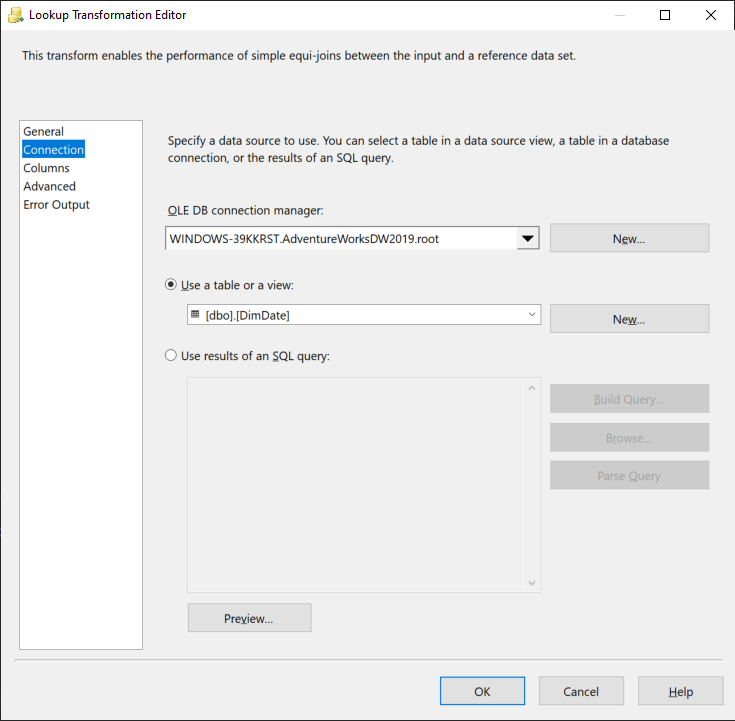 Lookup Transformation Editor
This transform enables the performance of simple equi-joins between the input and a reference data set.
General
Connection
Columns
Advanced
Error Output
Specify a data source to use. You can select a table in a data source view, a table in a database
connection, or the results of an SQL query.
OLE DB connection manager:
WINDOWS-39KKRST.AdventureWorksDW2019.root
New...
Use a table or a view:
[dbo].[DimDate]
New...
Use results of an SQL query:
Build Query...
Browse...
Parse Query
Preview...
OK
Cancel
Help